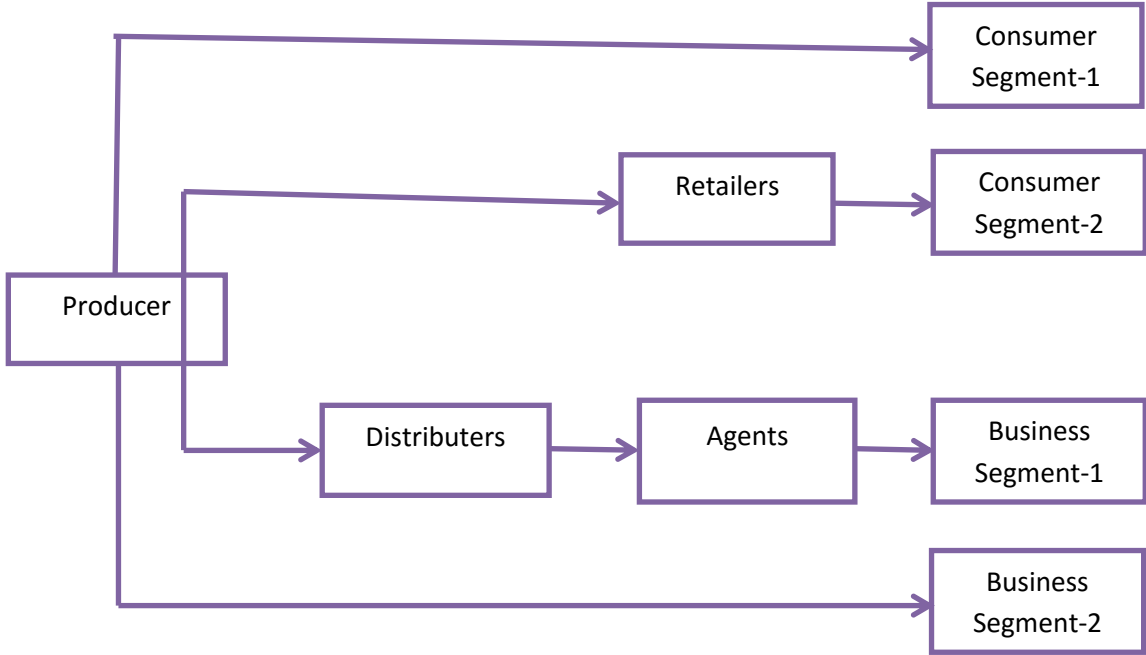 Consumer
Segment-1
Retailers
Consumer
Segment-2
Producer
Distributers
Agents
Business
Segment-1
Business
Segment-2